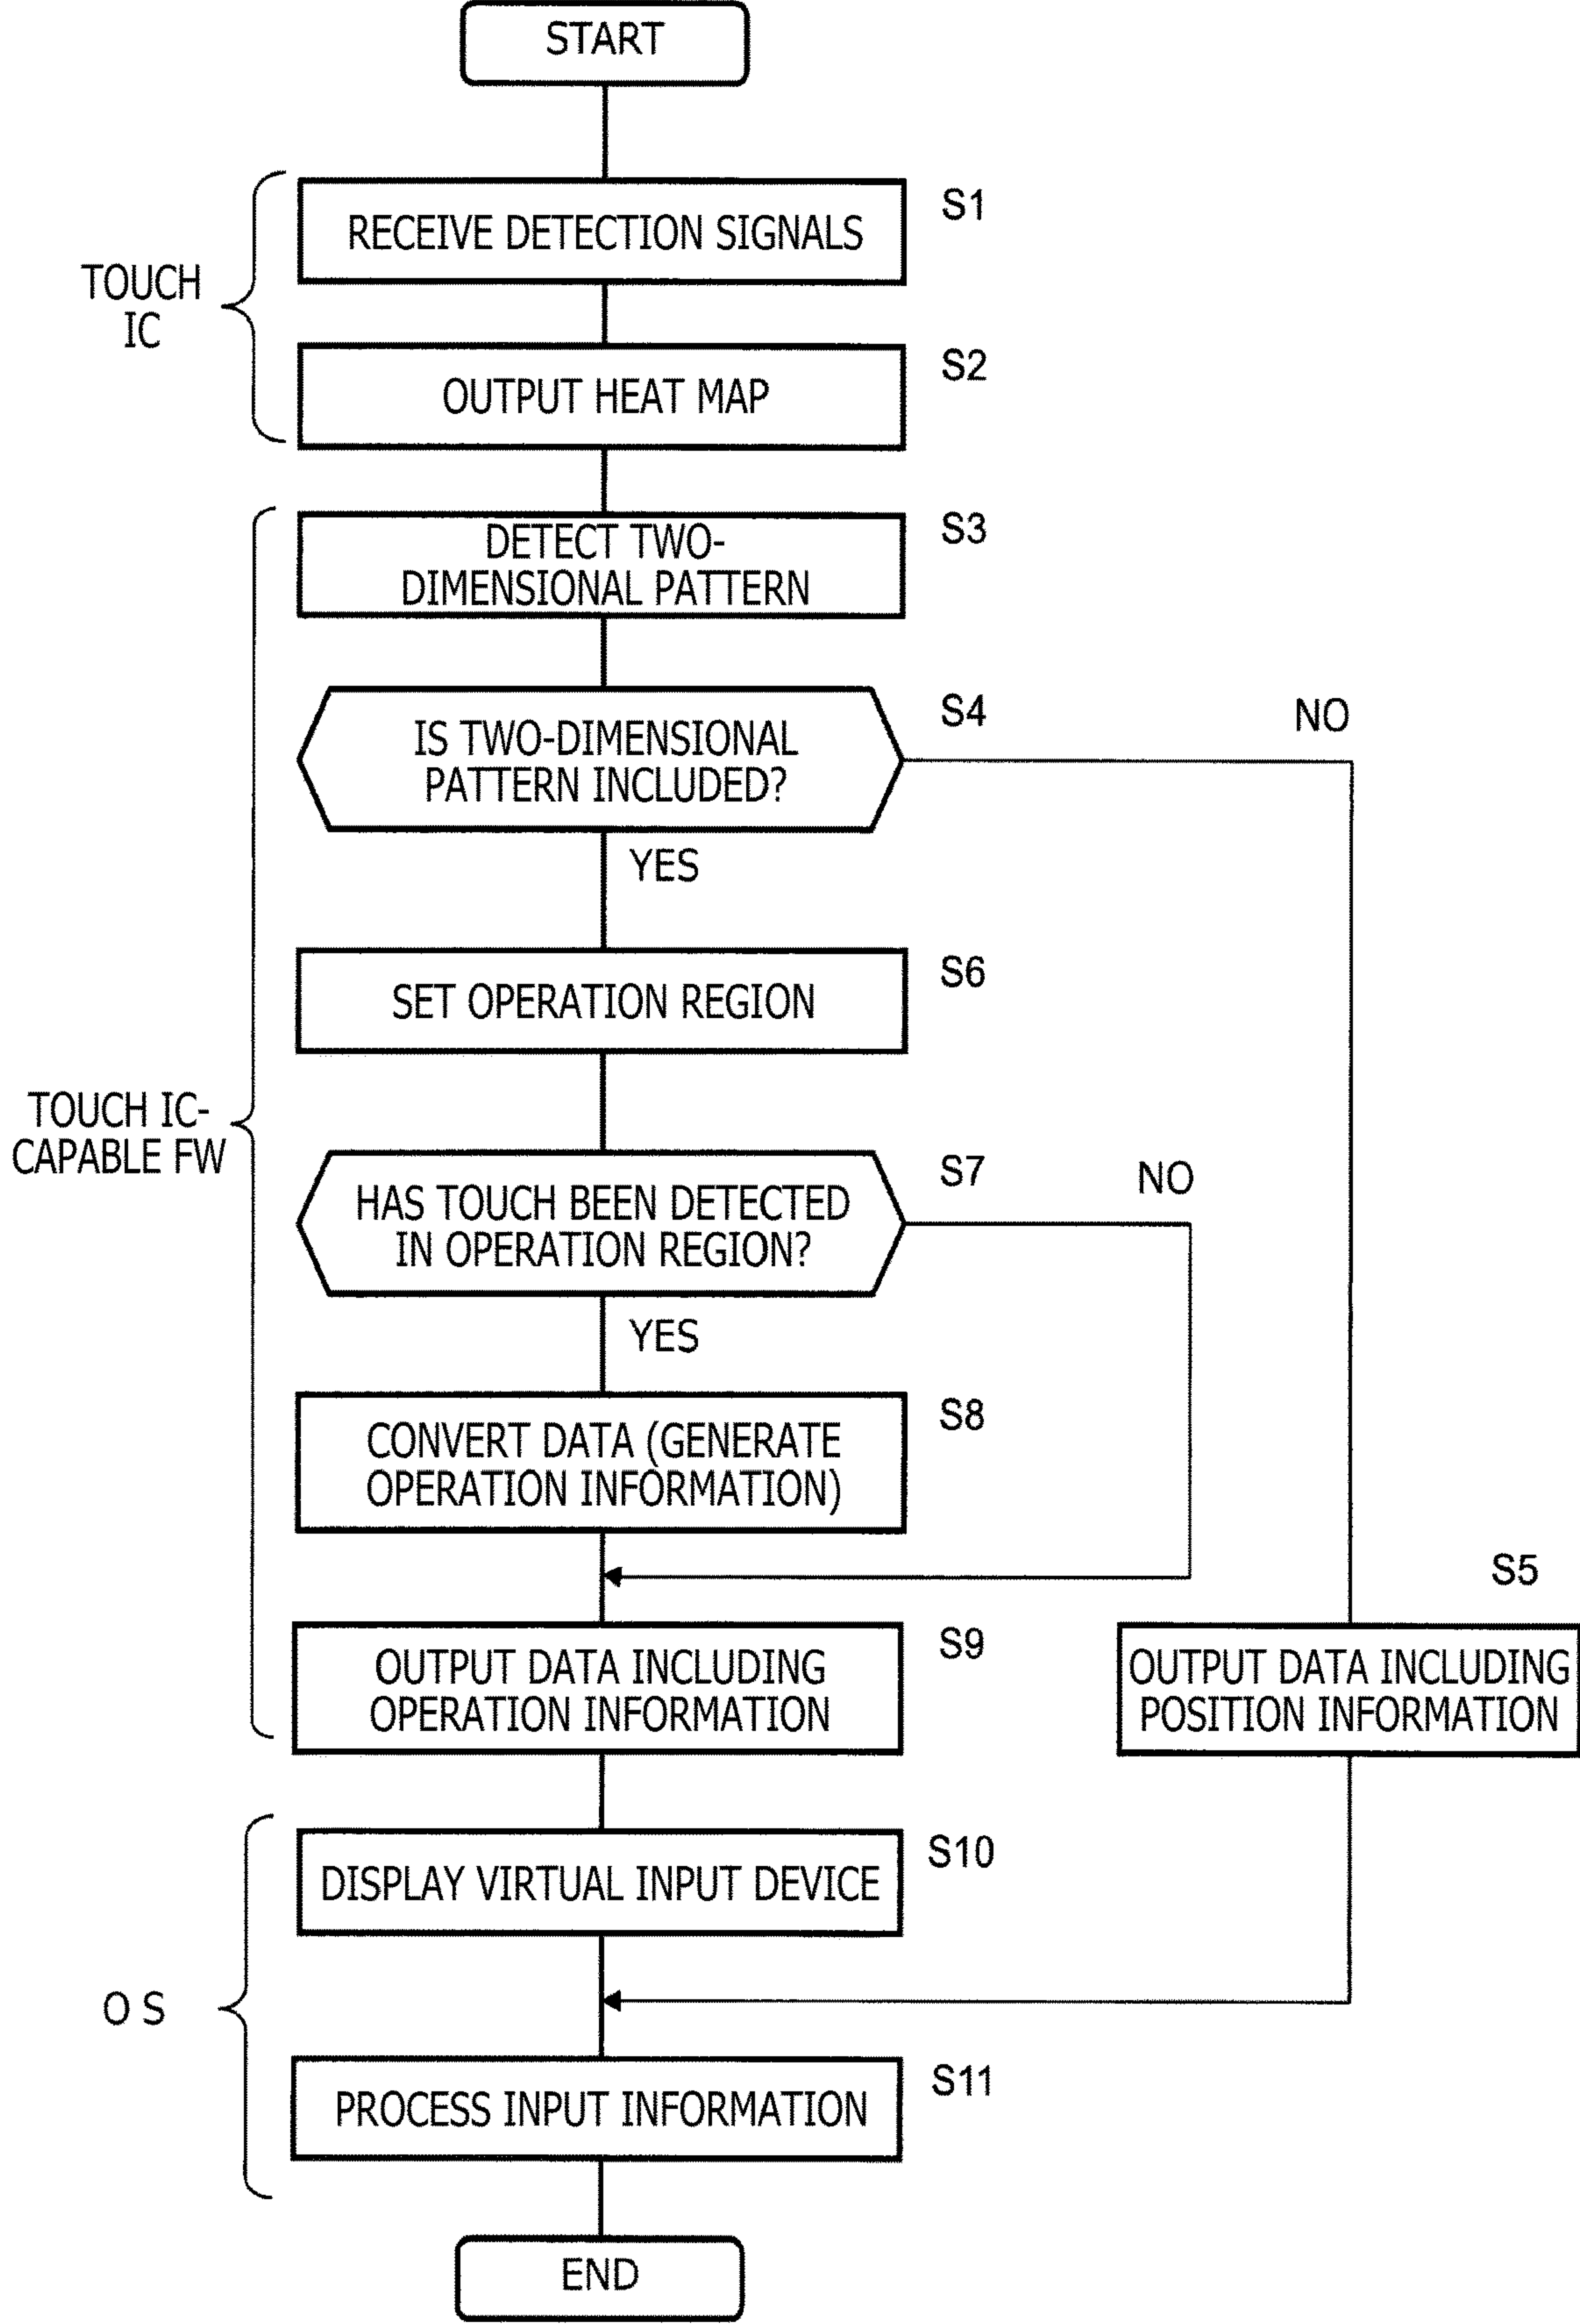 START
RECEIVE DETECTION SIGNALS
S1
TOUCH
IC
OUTPUT HEAT MAP
S2
DETECT TWO-
DIMENSIONAL PATTERN
S3
IS TWO-DIMENSIONAL
PATTERN INCLUDED?
S4
NO
YES
SET OPERATION REGION
S6
TOUCH IC-
CAPABLE FW
HAS TOUCH BEEN DETECTED
IN OPERATION REGION?
S7
NO
YES
CONVERT DATA (GENERATE
OPERATION INFORMATION)
S8
OUTPUT DATA INCLUDING
OPERATION INFORMATION
S9
S5
OUTPUT DATA INCLUDING
POSITION INFORMATION
DISPLAY VIRTUAL INPUT DEVICE
S10
O S
PROCESS INPUT INFORMATION
S11
END